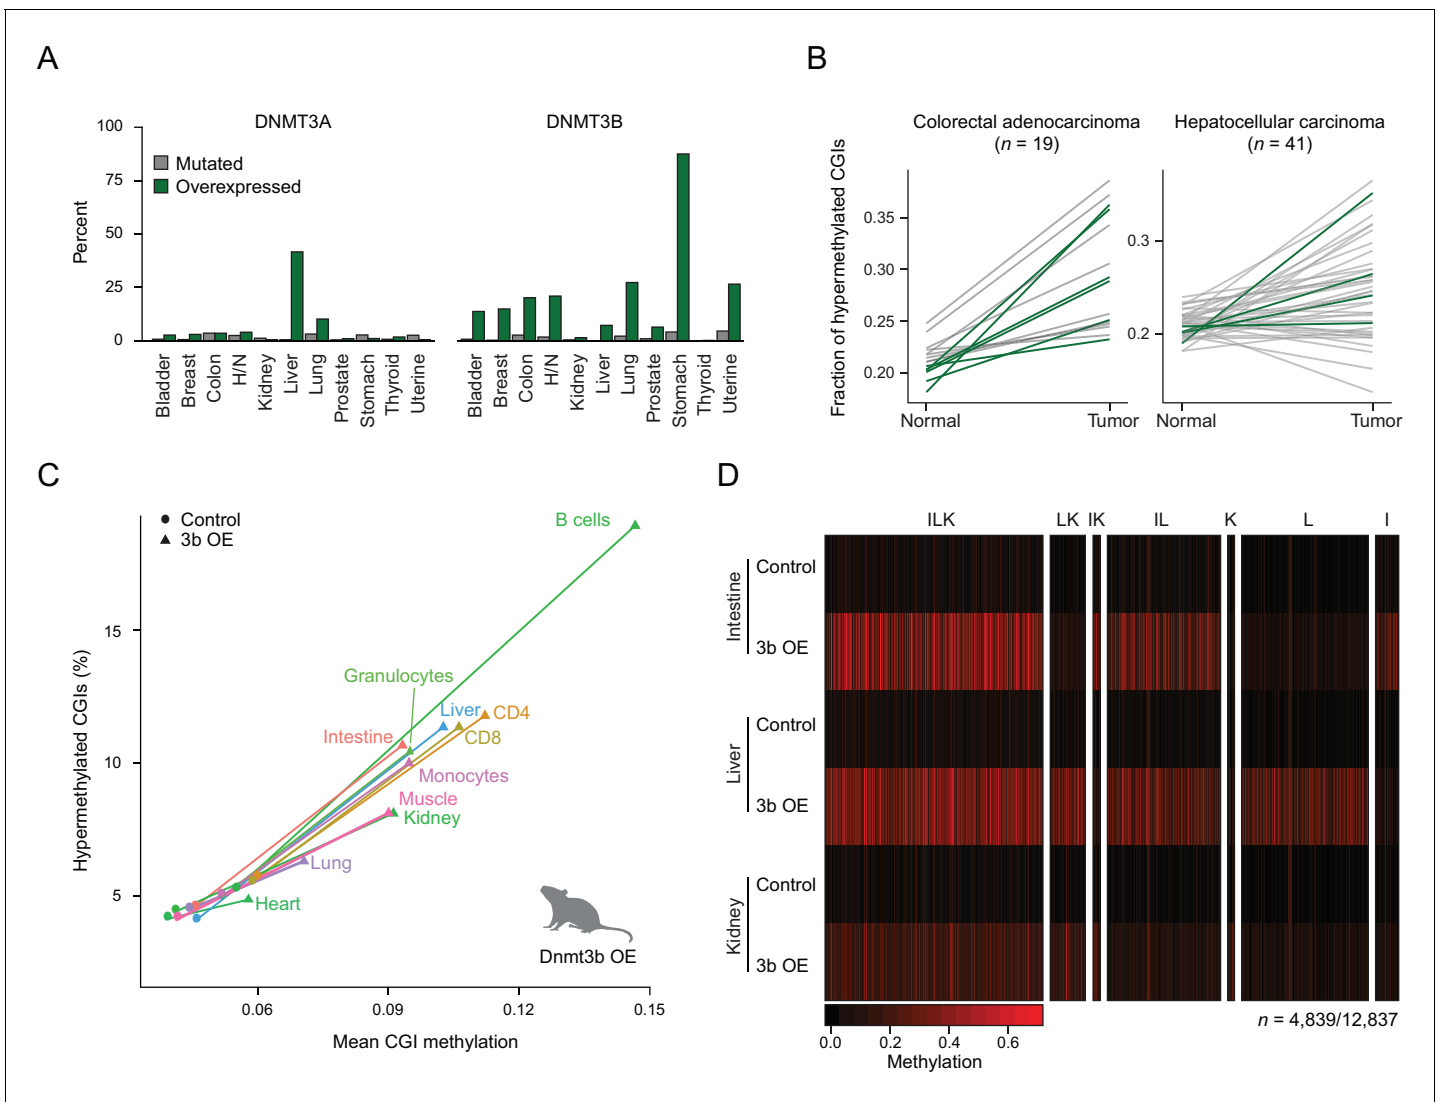 A
DNMT3A
DNMT3B
Percent
100
75
50
25
0
Mutated
Overexpressed
Bladder
Breast
Colon
H/N
Kidney
Liver
Lung
Prostate
Stomach
Thyroid
Uterine
Bladder
Breast
Colon
H/N
Kidney
Liver
Lung
Prostate
Stomach
Thyroid
Uterine
B
Colorectal adenocarcinoma
(n = 19)
Hepatocellular carcinoma
(n = 41)
Fraction of hypermethylated CGIs
0.35
0.30
0.25
0.20
Normal
Tumor
0.3
0.2
Normal
Tumor
C
Control
3b OE
Hypermethylated CGIs (%)
15
10
5
B cells
Granulocytes
Liver
CD4
Intestine
CD8
Monocytes
Muscle
Kidney
Lung
Heart
Dnmt3b OE
0.06
0.09
0.12
0.15
Mean CGI methylation
D
ILK
LK
IK
IL
K
L
I
Intestine
Control
3b OE
Liver
Control
3b OE
Kidney
Control
3b OE
n = 4,839/12,837
0.0
0.2
0.4
0.6
Methylation